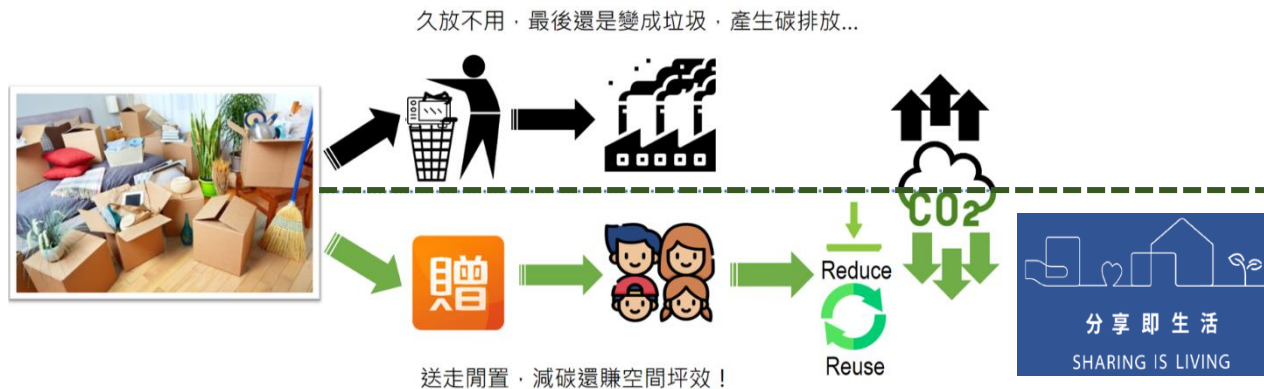 久放不用，最後還是變成垃圾，產生碳排放...
CO2
贈
Reduce
Reuse
分享即生活
SHARING IS LIVING
送走閒置，減碳還賺空間坪效！